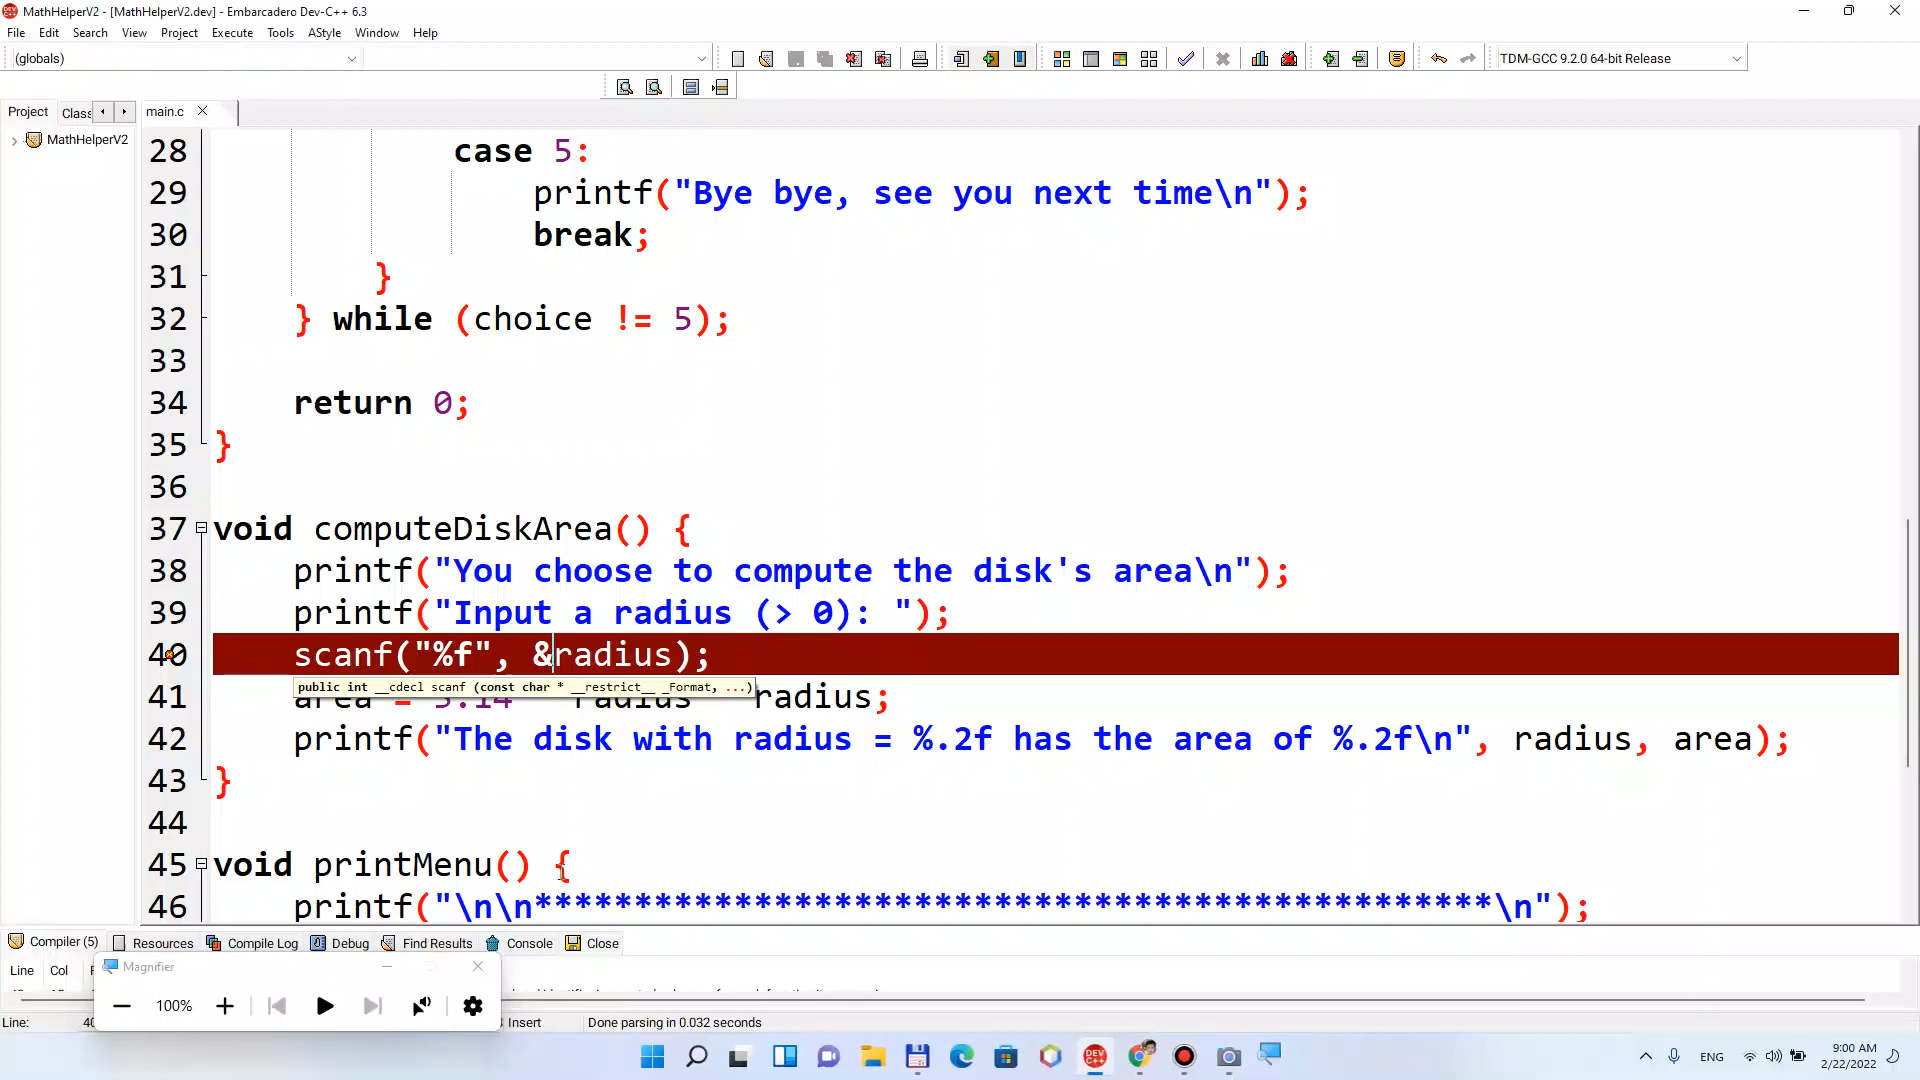 MathHelperV2 - [MathHelperV2.dev] - Embarcadero Dev-C++ 6.3
File Edit Search View Project Execute Tools AStyle Window Help
(globals)
TDM-GCC 9.2.0 64-bit Release
Project Class
main.c
MathHelperV2
28 case 5:
29 printf("Bye bye, see you next time\n");
30 break;
31 }
32 } while (choice != 5);
33
34 return 0;
35 }
36
37 void computeDiskArea() {
38 printf("You choose to compute the disk's area\n");
39 printf("Input a radius (> 0): ");
40 scanf("%f", &radius);
public int __cdecl scanf (const char * __restrict__ _Format, ...)
41 area = 3.14 radius radius;
42 printf("The disk with radius = %.2f has the area of %.2f\n", radius, area);
43 }
44
45 void printMenu() {
46 printf("\n\n************************************************\n");
Compiler (5) Resources Compile Log Debug Find Results Console Close
Line Col
Magnifier
100%
Line: 40 Insert Done parsing in 0.032 seconds
DEV C++
ENG
9:00 AM
2/22/2022